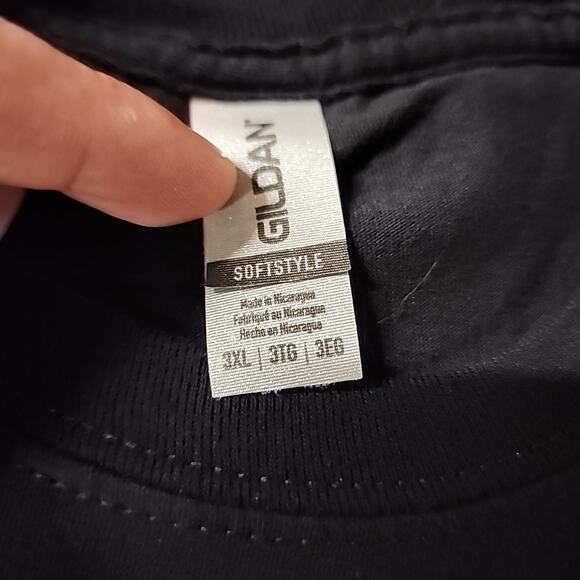 GILDAN
SOFTSTYLE
Made in Nicaragua
Fabriqué au Nicaragua
Hecho en Nicaragua
3XL | 3TG | 3EG